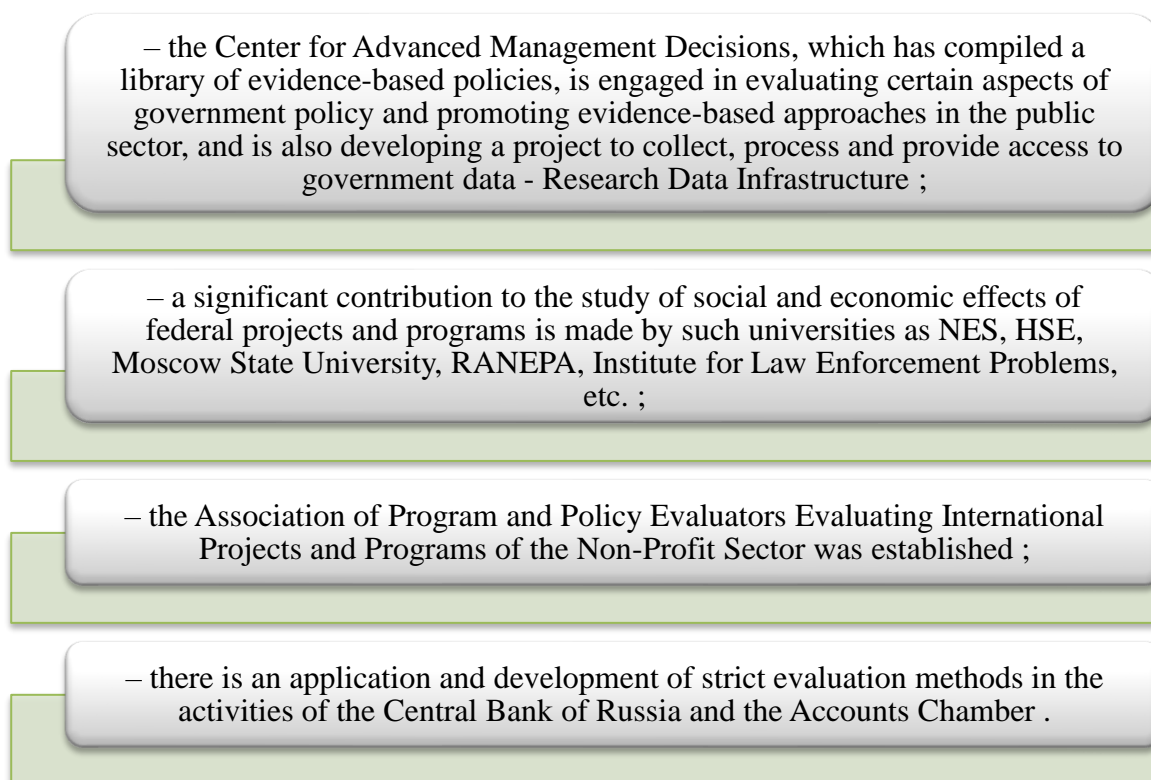 – the Center for Advanced Management Decisions, which has compiled a
library of evidence-based policies, is engaged in evaluating certain aspects of
government policy and promoting evidence-based approaches in the public
sector, and is also developing a project to collect, process and provide access to
government data - Research Data Infrastructure ;
– a significant contribution to the study of social and economic effects of
federal projects and programs is made by such universities as NES, HSE,
Moscow State University, RANEPA, Institute for Law Enforcement Problems,
etc. ;
– the Association of Program and Policy Evaluators Evaluating International
Projects and Programs of the Non-Profit Sector was established ;
– there is an application and development of strict evaluation methods in the
activities of the Central Bank of Russia and the Accounts Chamber .